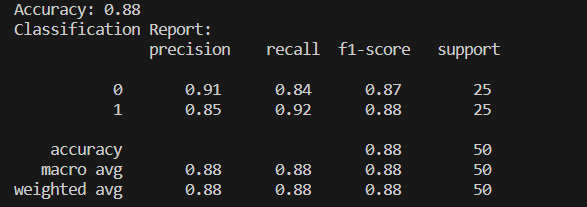 Accuracy: 0.88
Classification Report:
precision recall f1-score support
0 0.91 0.84 0.87 25
1 0.85 0.92 0.88 25
accuracy 0.88 50
macro avg 0.88 0.88 0.88 50
weighted avg 0.88 0.88 0.88 50